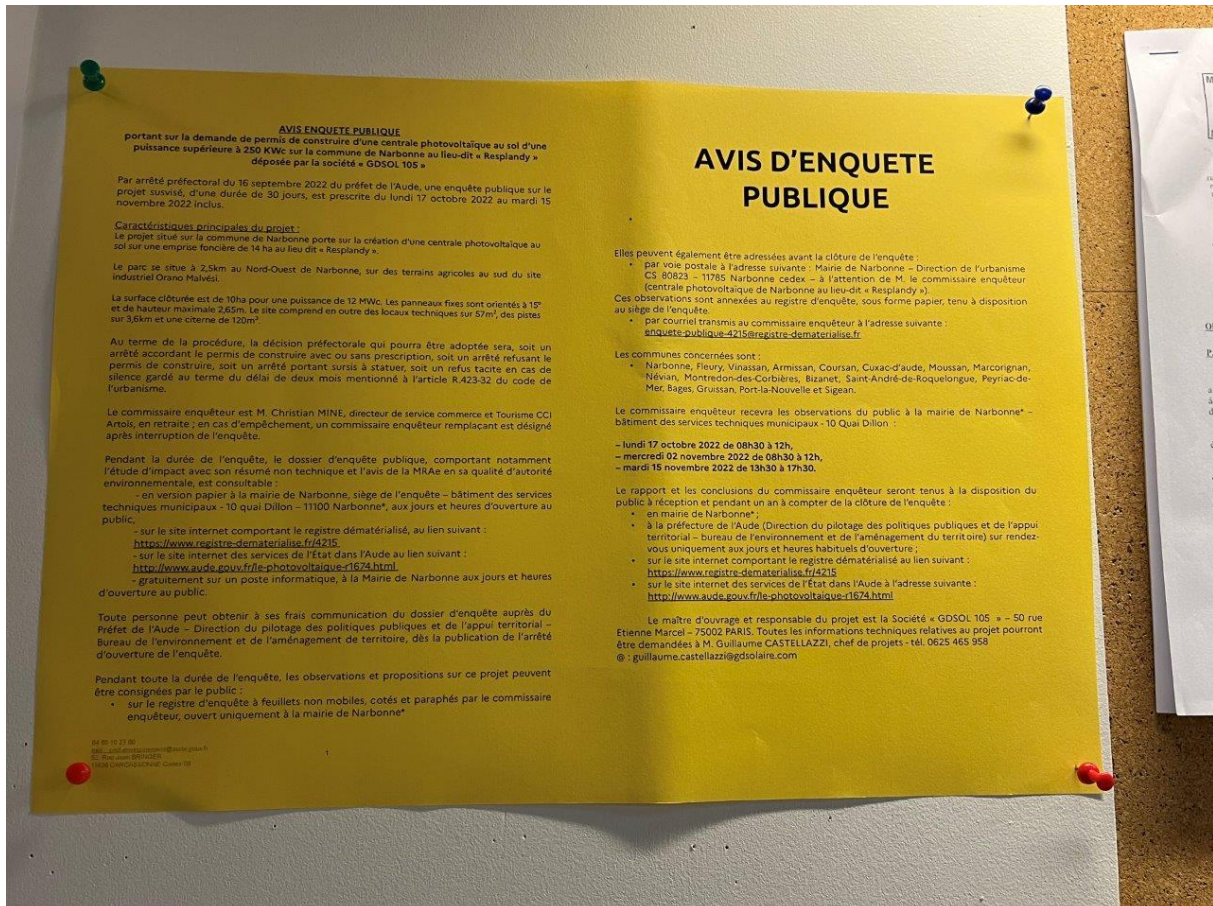 AVIS ENQUETE PUBLIQUE
portant sur la demande de permis de construire d'une centrale photovoltaïque au sol d'une
puissance supérieure à 250 KWc sur la commune de Narbonne au lieu-dit « Resplandy »
déposée par la société « GDSOL 105 »
Par arrêté préfectoral du 16 septembre 2022 du préfet de l'Aude, une enquête publique sur le
projet susvisé, d'une durée de 30 jours, est prescrite du lundi 17 octobre 2022 au mardi 15
novembre 2022 inclus.
Caractéristiques principales du projet :
Le projet situé sur la commune de Narbonne porte sur la création d'une centrale photovoltaïque au
sol sur une emprise foncière de 14 ha au lieu dit « Resplandy ».
Le parc se situe à 2,5km au Nord-Ouest de Narbonne, sur des terrains agricoles au sud du site
industriel Orano Malvési.
La surface clôturée est de 10ha pour une puissance de 12 MWc. Les panneaux fixes sont orientés à 15°
et de hauteur maximale 2,65m. Le site comprend en outre des locaux techniques sur 57m², des pistes
sur 3,6km et une citerne de 120m³.
Au terme de la procédure, la décision préfectorale qui pourra être adoptée sera, soit un
arrêté accordant le permis de construire avec ou sans prescription, soit un arrêté refusant le
permis de construire, soit un arrêté portant sursis à statuer, soit un refus tacite en cas de
silence gardé au terme du délai de deux mois mentionné à l'article R.423-32 du code de
l'urbanisme.
Le commissaire enquêteur est M. Christian MINE, directeur de service commerce et Tourisme CCI
Artois, en retraite ; en cas d'empêchement, un commissaire enquêteur remplaçant est désigné
après interruption de l'enquête.
Pendant la durée de l'enquête, le dossier d'enquête publique, comportant notamment
l'étude d'impact avec son résumé non technique et l'avis de la MRAe en sa qualité d'autorité
environnementale, est consultable :
- en version papier à la mairie de Narbonne, siège de l'enquête – bâtiment des services
techniques municipaux - 10 quai Dillon – 11100 Narbonne*, aux jours et heures d'ouverture au
public,
- sur le site internet comportant le registre dématérialisé, au lien suivant :
https://www.registre-dematerialise.fr/4215
- sur le site internet des services de l'État dans l'Aude au lien suivant :
http://www.aude.gouv.fr/le-photovoltaique-r1674.html
- gratuitement sur un poste informatique, à la Mairie de Narbonne aux jours et heures
d'ouverture au public.
Toute personne peut obtenir à ses frais communication du dossier d'enquête auprès du
Préfet de l'Aude – Direction du pilotage des politiques publiques et de l'appui territorial –
Bureau de l'environnement et de l'aménagement de territoire, dès la publication de l'arrêté
d'ouverture de l'enquête.
Pendant toute la durée de l'enquête, les observations et propositions sur ce projet peuvent
être consignées par le public :
• sur le registre d'enquête à feuillets non mobiles, cotés et paraphés par le commissaire
enquêteur, ouvert uniquement à la mairie de Narbonne*
52, Rue Jean BRINGER
1
AVIS D'ENQUETE
PUBLIQUE
Elles peuvent également être adressées avant la clôture de l'enquête :
• par voie postale à l'adresse suivante : Mairie de Narbonne – Direction de l'urbanisme
CS 80823 - 11785 Narbonne cedex – à l'attention de M. le commissaire enquêteur
(centrale photovoltaïque de Narbonne au lieu-dit « Resplandy »).
Ces observations sont annexées au registre d'enquête, sous forme papier, tenu à disposition
au siège de l'enquête.
• par courriel transmis au commissaire enquêteur à l'adresse suivante :
enquete-publique-4215@registre-dematerialise.fr
Les communes concernées sont :
• Narbonne, Fleury, Vinassan, Armissan, Coursan, Cuxac-d'aude, Moussan, Marcorignan,
Névian, Montredon-des-Corbières, Bizanet, Saint-André-de-Roquelongue, Peyriac-de-
Mer, Bages, Gruissan, Port-la-Nouvelle et Sigean.
Le commissaire enquêteur recevra les observations du public à la mairie de Narbonne* –
bâtiment des services techniques municipaux - 10 Quai Dillon :
– lundi 17 octobre 2022 de 08h30 à 12h,
– mercredi 02 novembre 2022 de 08h30 à 12h,
– mardi 15 novembre 2022 de 13h30 à 17h30.
Le rapport et les conclusions du commissaire enquêteur seront tenus à la disposition du
public à réception et pendant un an à compter de la clôture de l'enquête :
• en mairie de Narbonne* ;
• à la préfecture de l'Aude (Direction du pilotage des politiques publiques et de l'appui
territorial – bureau de l'environnement et de l'aménagement du territoire) sur rendez-
vous uniquement aux jours et heures habituels d'ouverture ;
• sur le site internet comportant le registre dématérialisé au lien suivant :
https://www.registre-dematerialise.fr/4215
• sur le site internet des services de l'État dans l'Aude à l'adresse suivante :
http://www.aude.gouv.fr/le-photovoltaique-r1674.html
Le maître d'ouvrage et responsable du projet est la Société « GDSOL 105 » – 50 rue
Etienne Marcel – 75002 PARIS. Toutes les informations techniques relatives au projet pourront
être demandées à M. Guillaume CASTELLAZZI, chef de projets - tél. 0625 465 958
@ : guillaume.castellazzi@gdsolaire.com